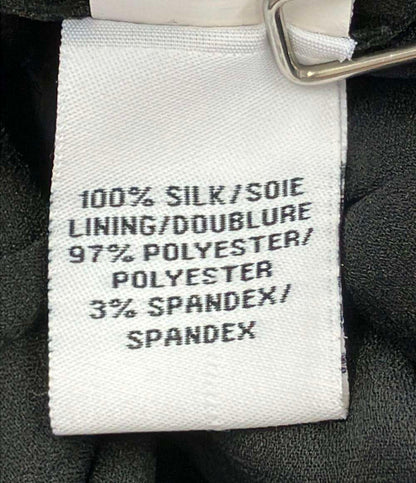 100% SILK/SOIE
LINING/DOUBLURE
97% POLYESTER/
POLYESTER
3% SPANDEX/
SPANDEX